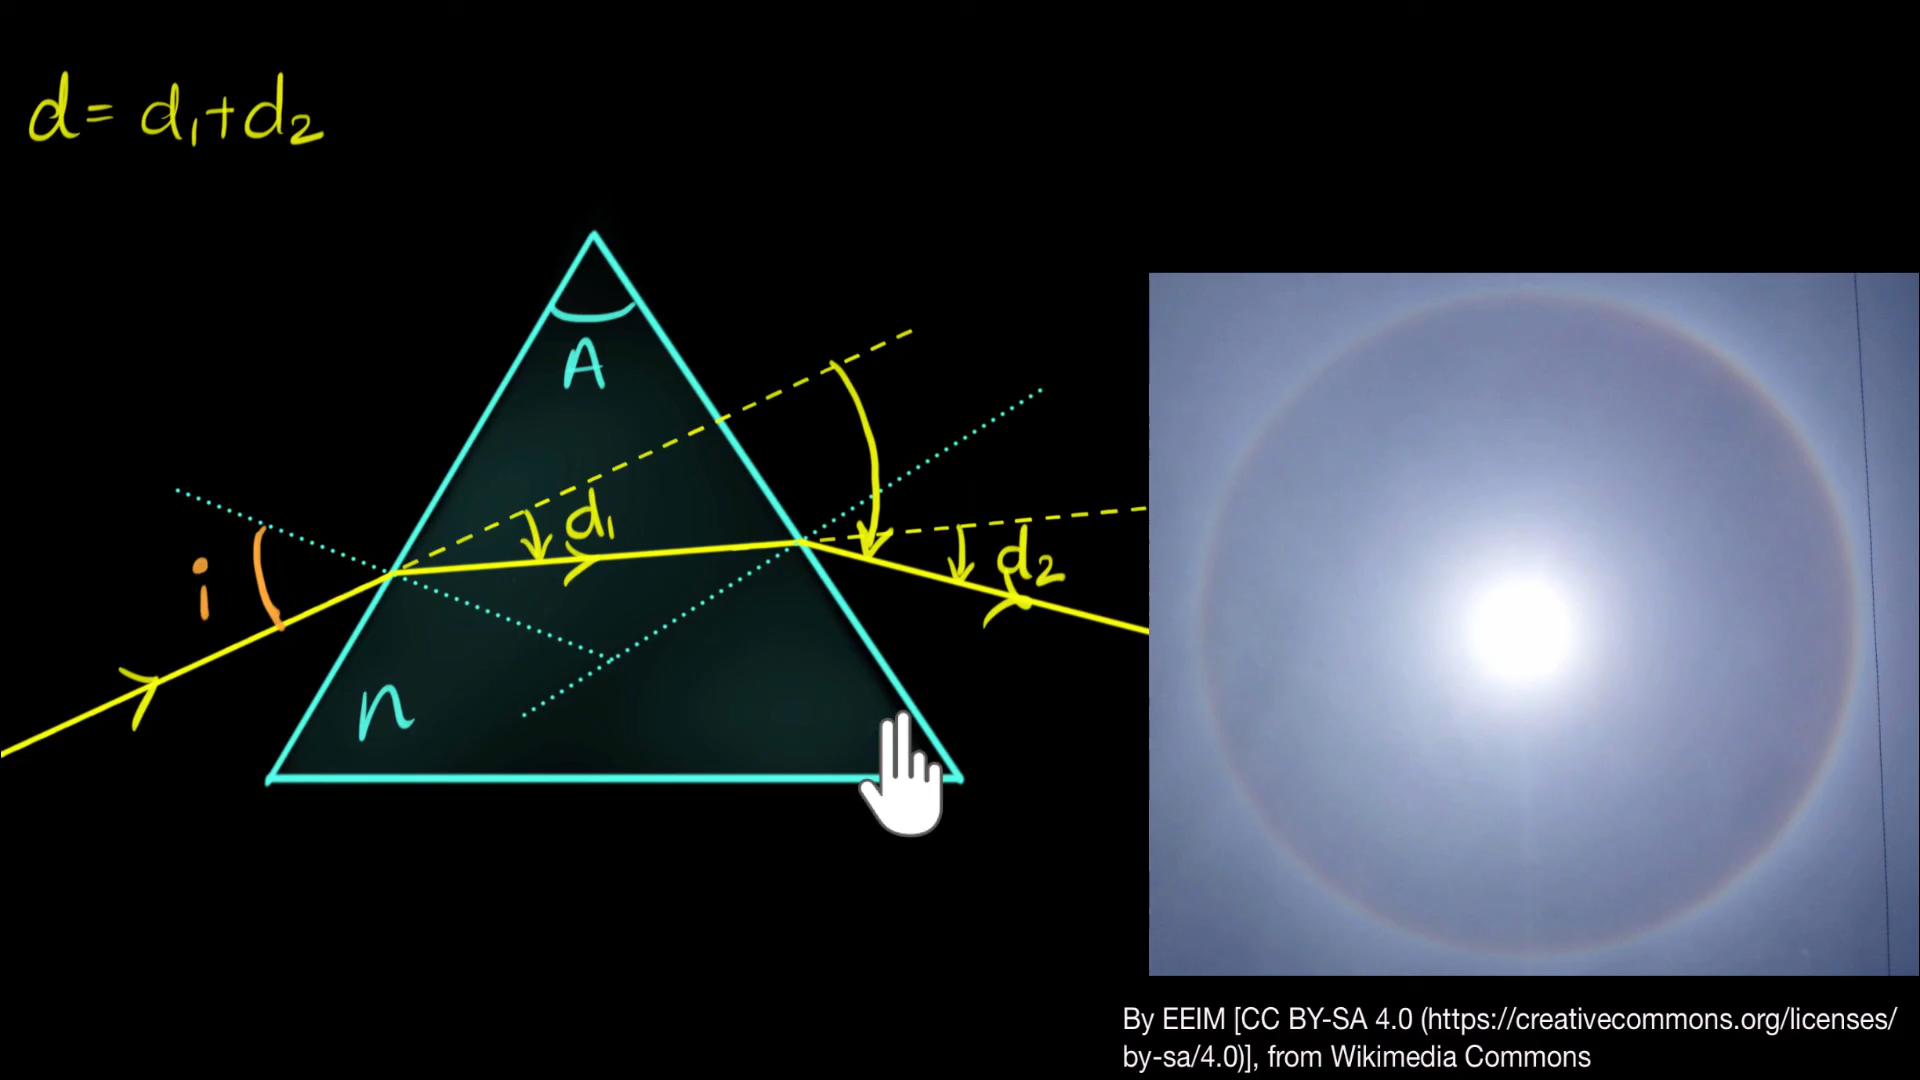 d = d₁+d₂
A
d₁
i
d₂
n
By EEIM [CC BY-SA 4.0 (https://creativecommons.org/licenses/
by-sa/4.0)], from Wikimedia Commons